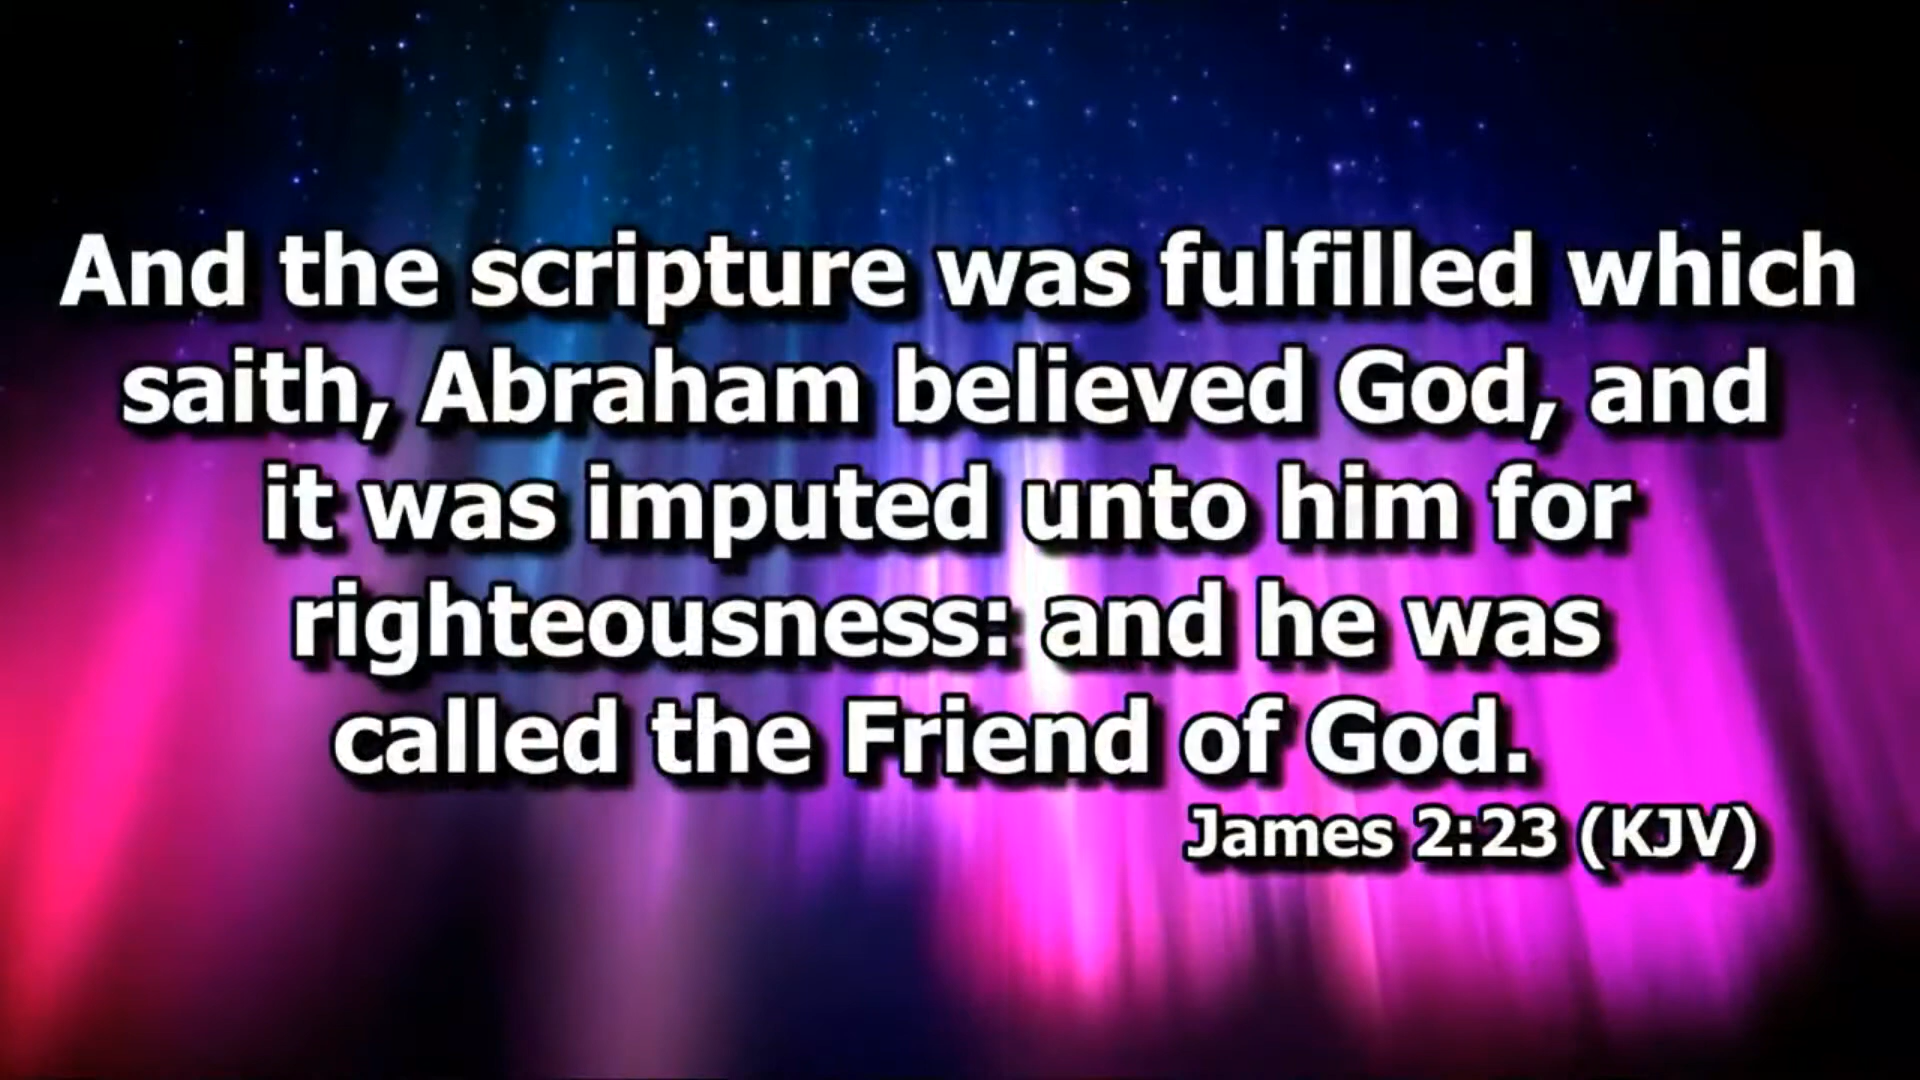 And the scripture was fulfilled which
saith, Abraham believed God, and
it was imputed unto him for
righteousness: and he was
called the Friend of God.
James 2:23 (KJV)